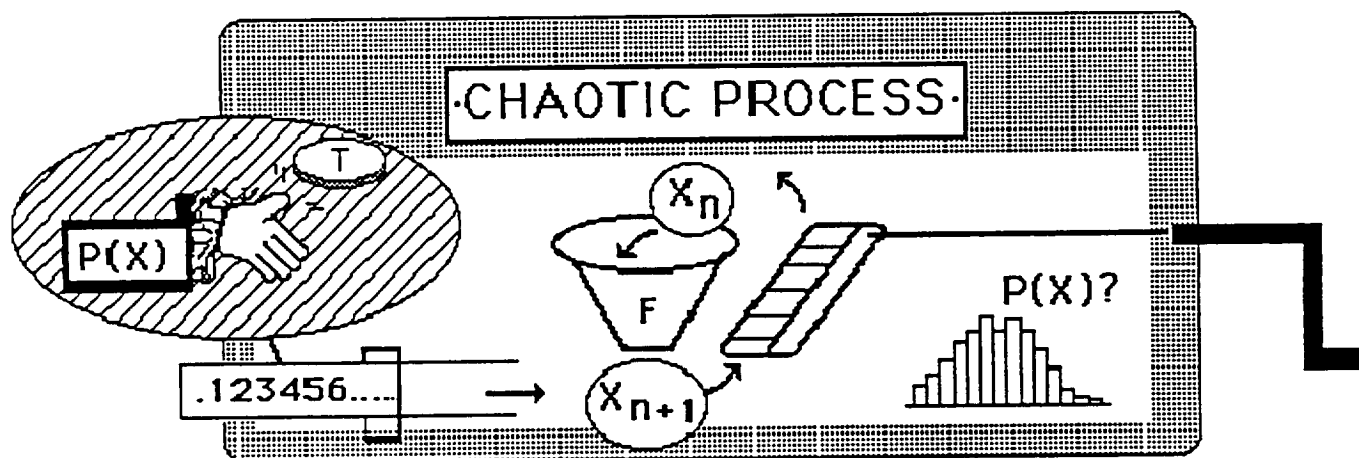 ·CHAOTIC PROCESS·
T
P(X)
Xn
F
P(X)?
.123456.....
Xn+1